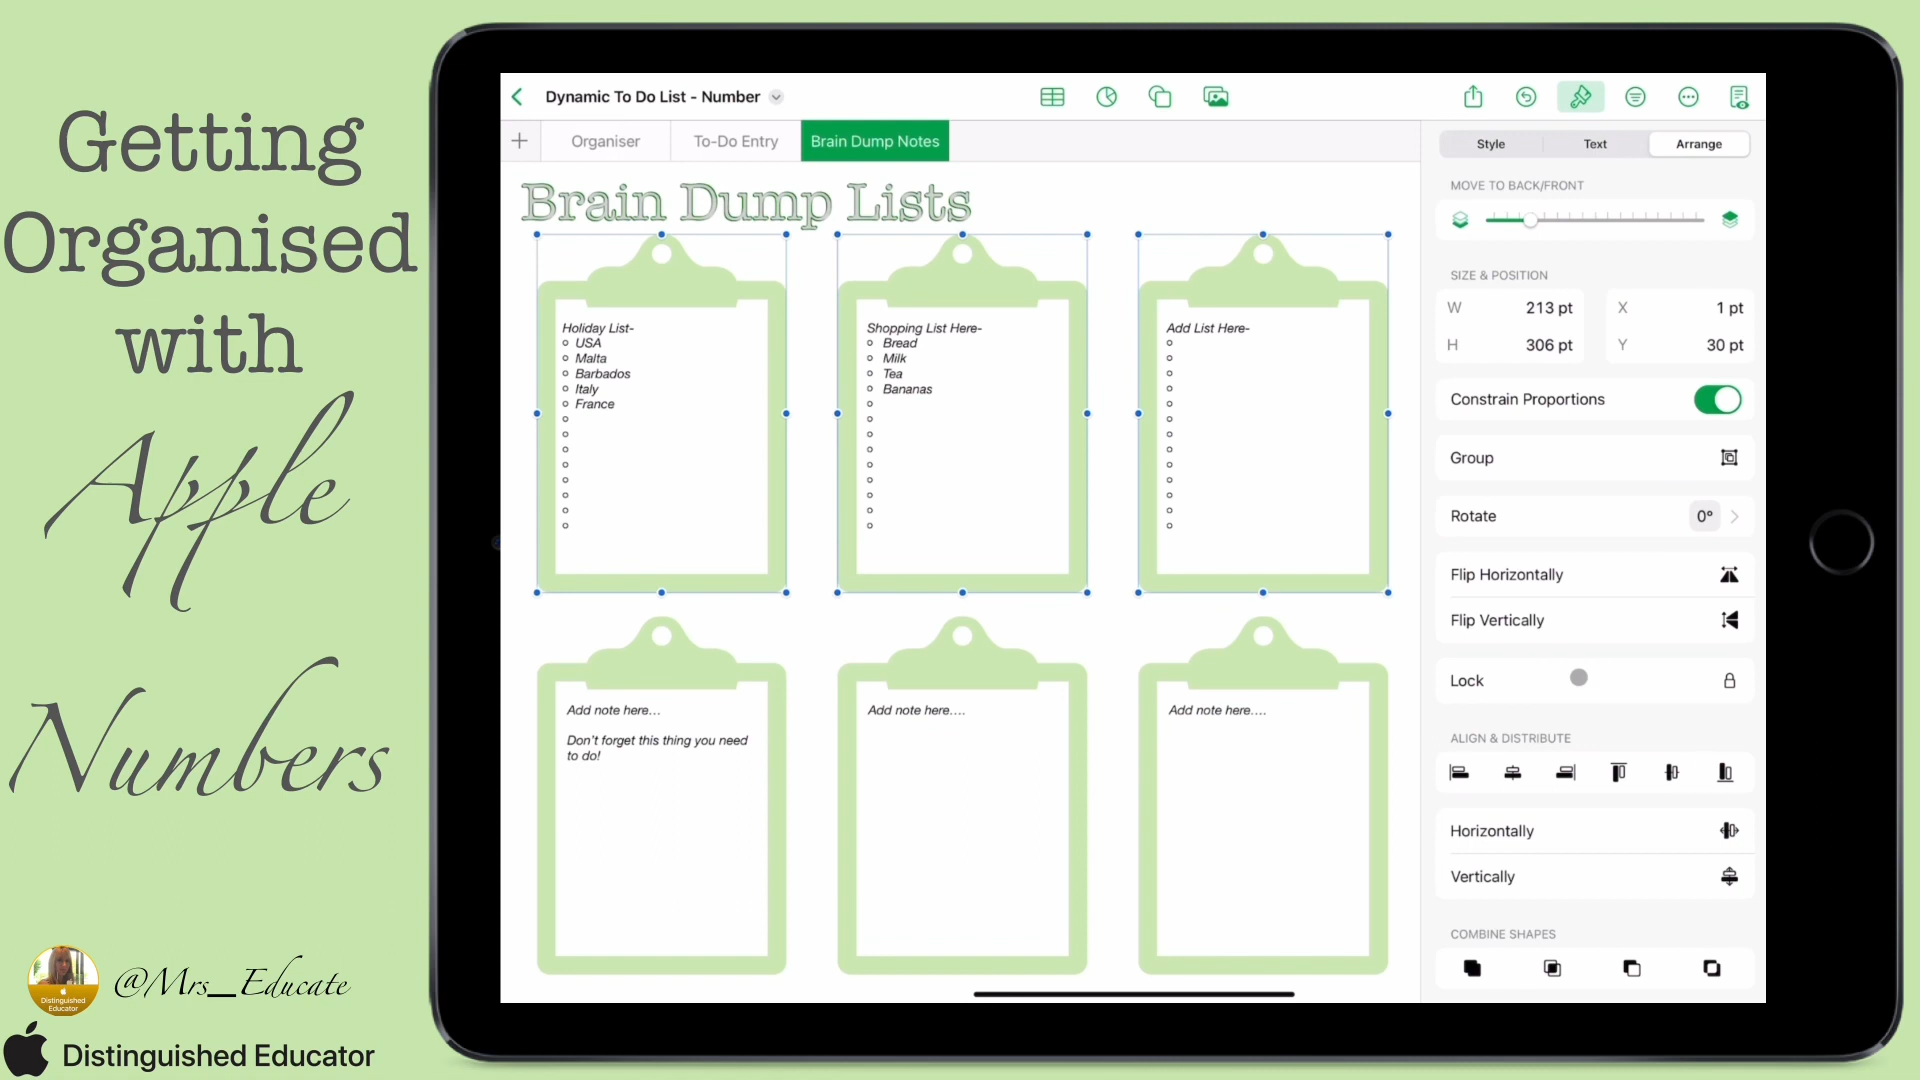 Getting
Organised
with
Apple
Numbers
@Mrs_Educate
Distinguished
Educator
Distinguished Educator
Dynamic To Do List - Number
Organiser
To-Do Entry
Brain Dump Notes
Brain Dump Lists
Holiday List-
USA
Malta
Barbados
Italy
France
Shopping List Here-
Bread
Milk
Tea
Bananas
Add List Here-
Add note here...
Don't forget this thing you need
to do!
Add note here....
Add note here....
Style
Text
Arrange
MOVE TO BACK/FRONT
SIZE & POSITION
W 213 pt
X 1 pt
H 306 pt
Y 30 pt
Constrain Proportions
Group
Rotate 0°
Flip Horizontally
Flip Vertically
Lock
ALIGN & DISTRIBUTE
Horizontally
Vertically
COMBINE SHAPES